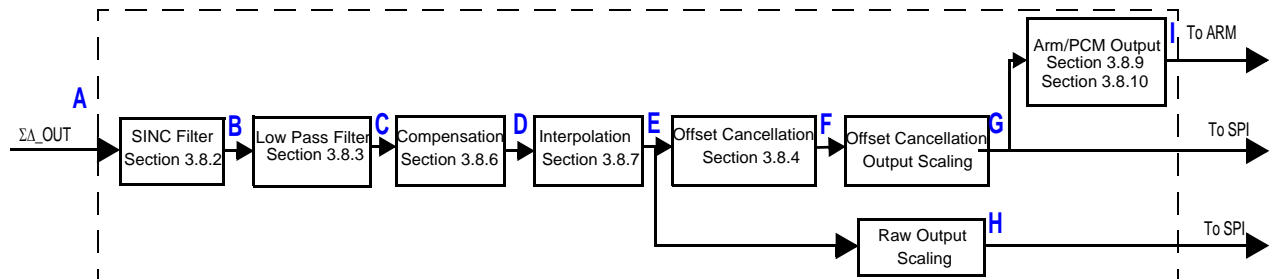 A
ΣΔ_OUT
SINC Filter
Section 3.8.2
B
Low Pass Filter
Section 3.8.3
C
Compensation
Section 3.8.6
D
Interpolation
Section 3.8.7
E
Offset Cancellation
Section 3.8.4
F
Offset Cancellation
Output Scaling
G
Arm/PCM Output
Section 3.8.9
Section 3.8.10
I
To ARM
To SPI
Raw Output
Scaling
H
To SPI